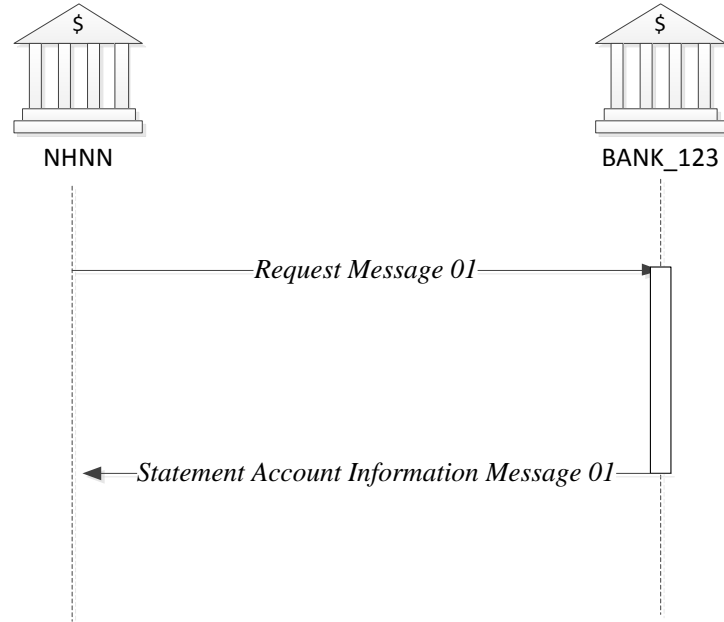 $
$
NHNN
BANK_123
Request Message 01
Statement Account Information Message 01